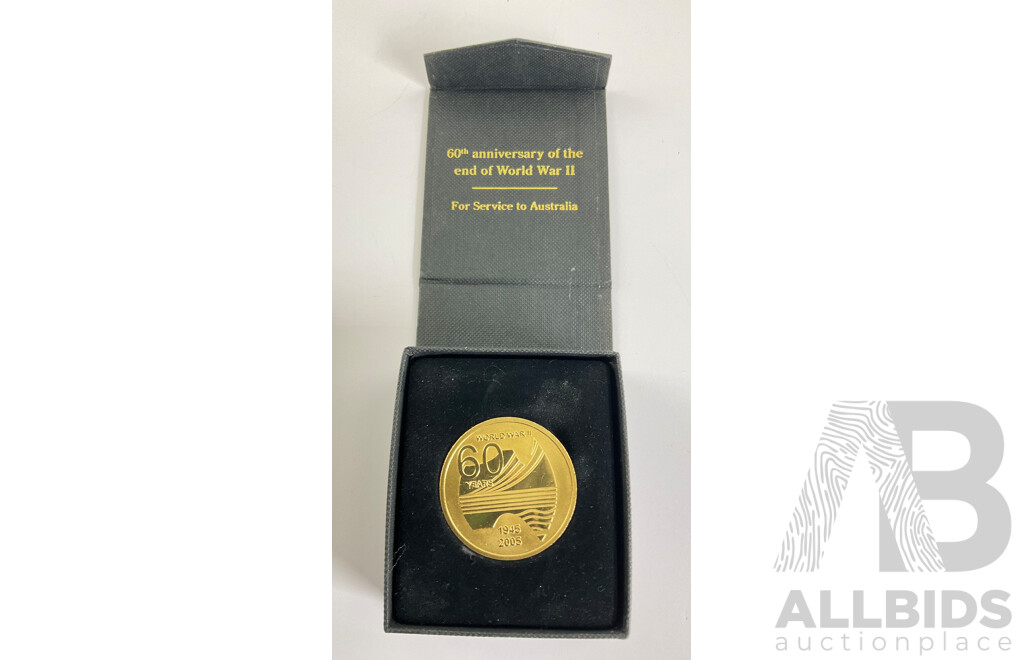 60th anniversary of the
end of World War II
For Service to Australia
WORLD WAR II
60
YEARS
1945
2005
AB
ALLBIDS
auctionplace